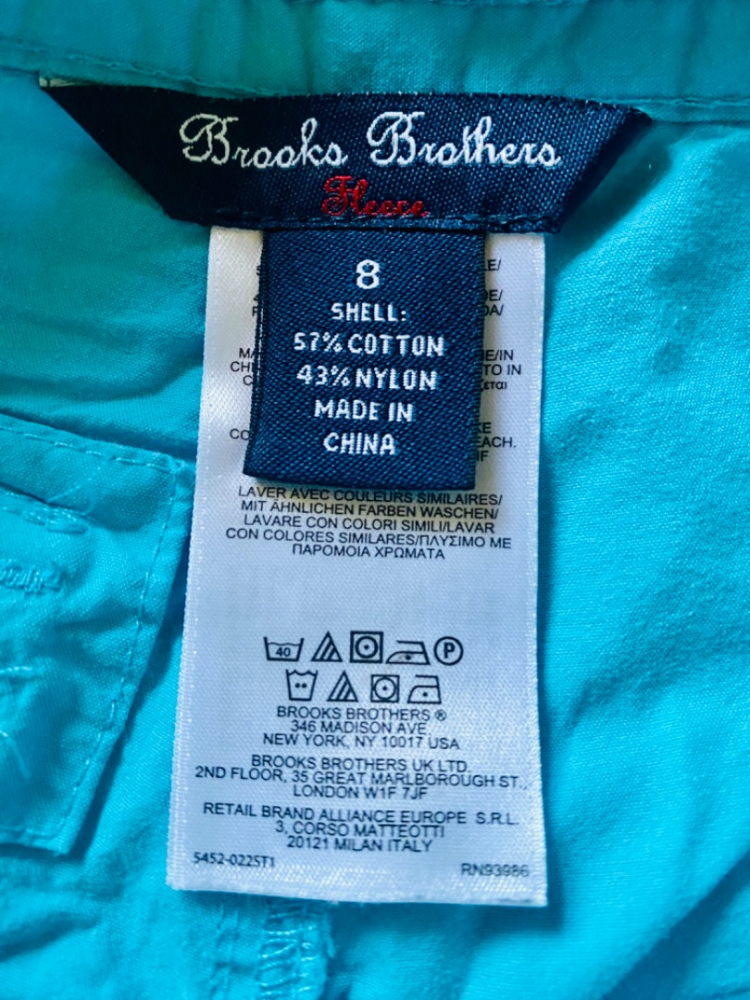 Brooks Brothers
Fleece
8
SHELL:
57% COTTON
43% NYLON
MADE IN
CHINA
LAVER AVEC COULEURS SIMILAIRES/
MIT ÄHNLICHEN FARBEN WASCHEN/
LAVARE CON COLORI SIMILI/LAVAR
CON COLORES SIMILARES/ΠΛΥΣΙΜΟ ΜΕ
ΠΑΡΟΜΟΙΑ ΧΡΩΜΑΤΑ
40 P
BROOKS BROTHERS ®
346 MADISON AVE
NEW YORK, NY 10017 USA
BROOKS BROTHERS UK LTD.
2ND FLOOR, 35 GREAT MARLBOROUGH ST.,
LONDON W1F 7JF
RETAIL BRAND ALLIANCE EUROPE S.R.L.
3, CORSO MATTEOTTI
20121 MILAN ITALY
5452-0225T1
RN93986